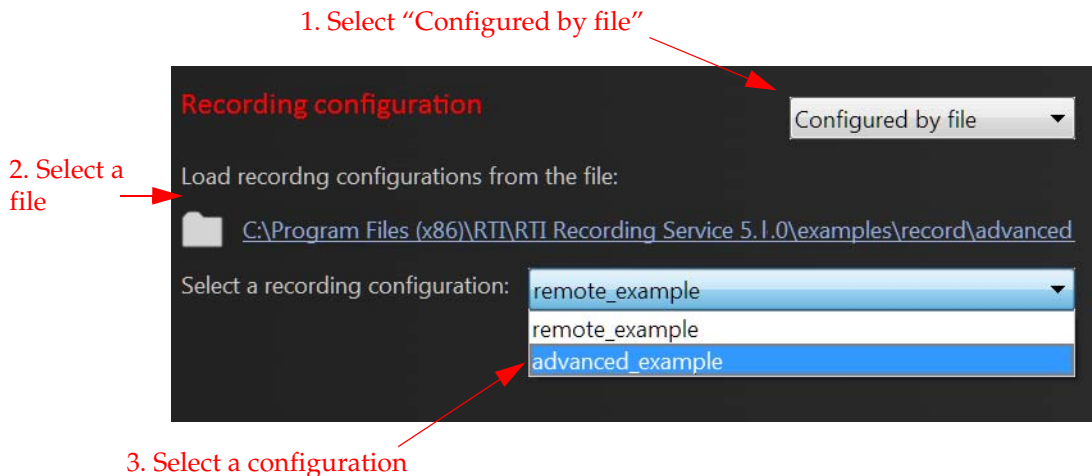 1. Select “Configured by file”
Recording configuration
Configured by file
2. Select a
file
Load recordng configurations from the file:
C:\Program Files (x86)\RTI\RTI Recording Service 5.1.0\examples\record\advanced
Select a recording configuration:
remote_example
remote_example
advanced_example
3. Select a configuration